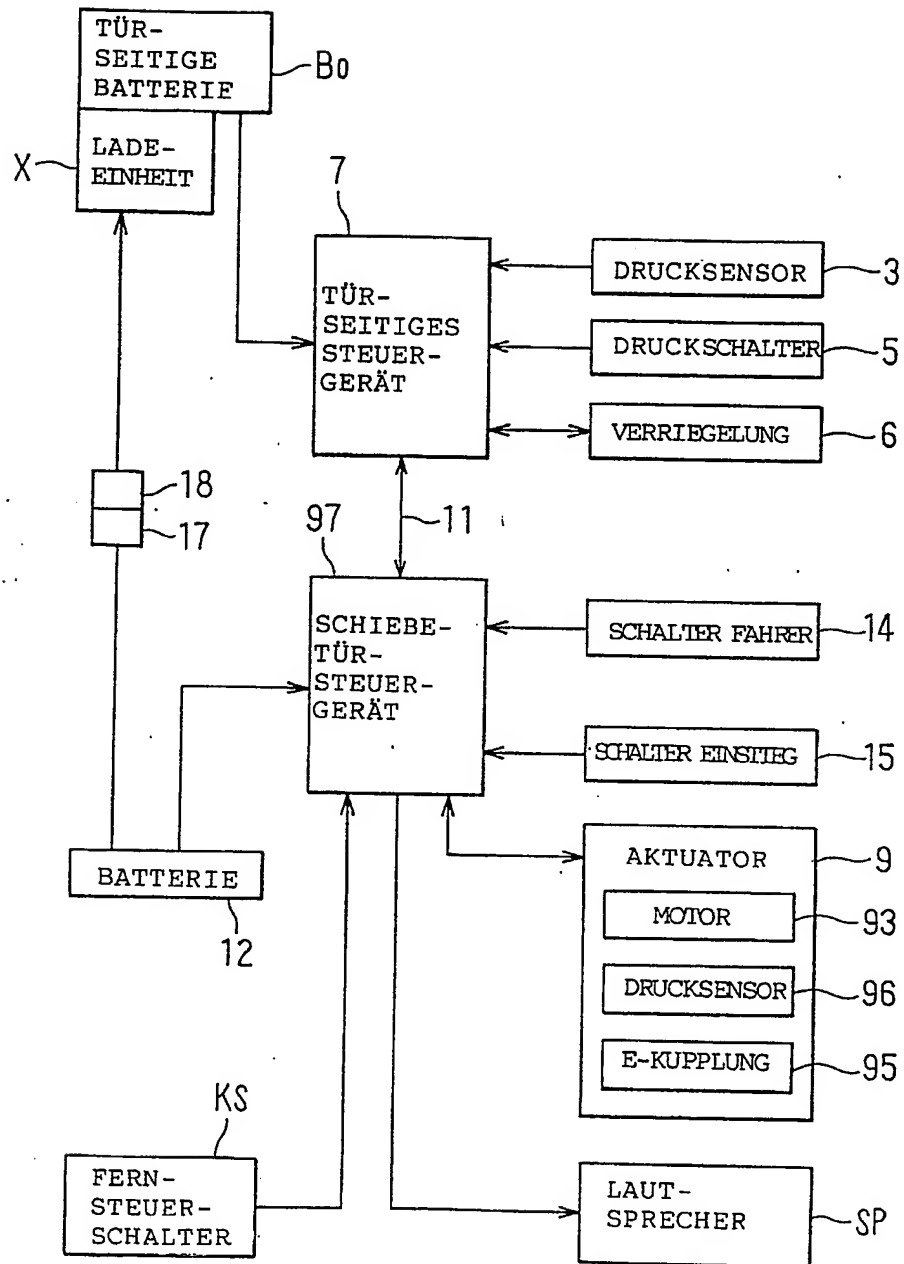 TÜR-
SEITIGE
BATTERIE
B0
LADE-
EINHEIT
X
7
TÜR-
SEITIGES
STEUER-
GERÄT
DRUCKSENSOR
3
DRUCKSCHALTER
5
VERRIEGELUNG
6
18
17
11
97
SCHIEBE-
TÜR-
STEUER-
GERÄT
SCHALTER FAHRER
14
SCHALTER EINSTIEG
15
BATTERIE
12
AKTUATOR
9
MOTOR
93
DRUCKSENSOR
96
E-KUPPLUNG
95
KS
FERN-
STEUER-
SCHALTER
LAUT-
SPRECHER
SP